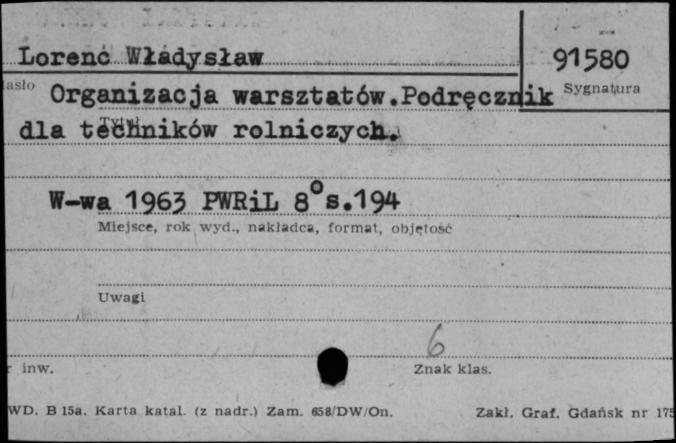 Lorenc Władysław
91580
asło
Sygnatura
Organizacja warsztatów.Podręcznik
Tytuł
dla techników rolniczych.
W-wa 1963 PWRiL 8° s.194
Miejsce, rok wyd., nakładca, format, objętość
Uwagi
6
r inw.
Znak klas.
WD. B 15a. Karta katal. (z nadr.) Zam. 658/DW/On.
Zakł. Graf. Gdańsk nr 175